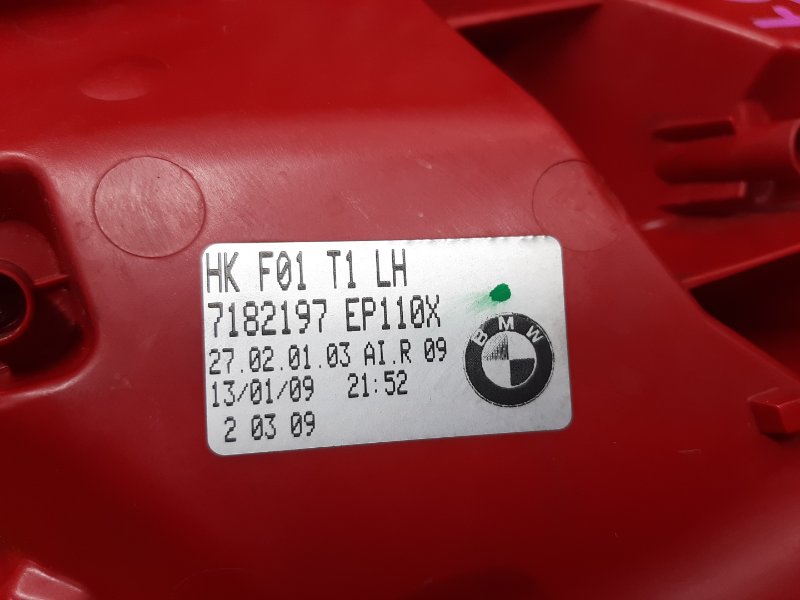 HK F01 T1 LH
7182197 EP110X
27.02.01.03 AI.R 09
13/01/09 21:52
2 03 09
BMW